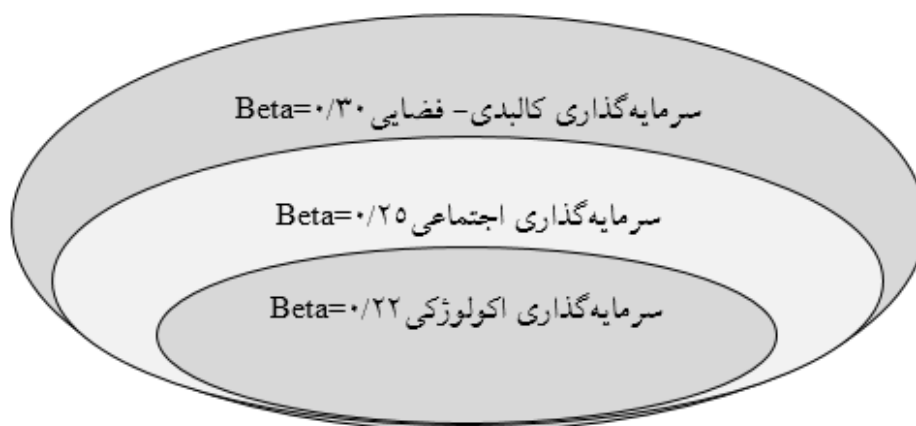 سرمایه‌گذاری کالبدی- فضایی Beta=۰/۳۰
سرمایه‌گذاری اجتماعی Beta=۰/۲۵
سرمایه‌گذاری اکولوژکی Beta=۰/۲۲